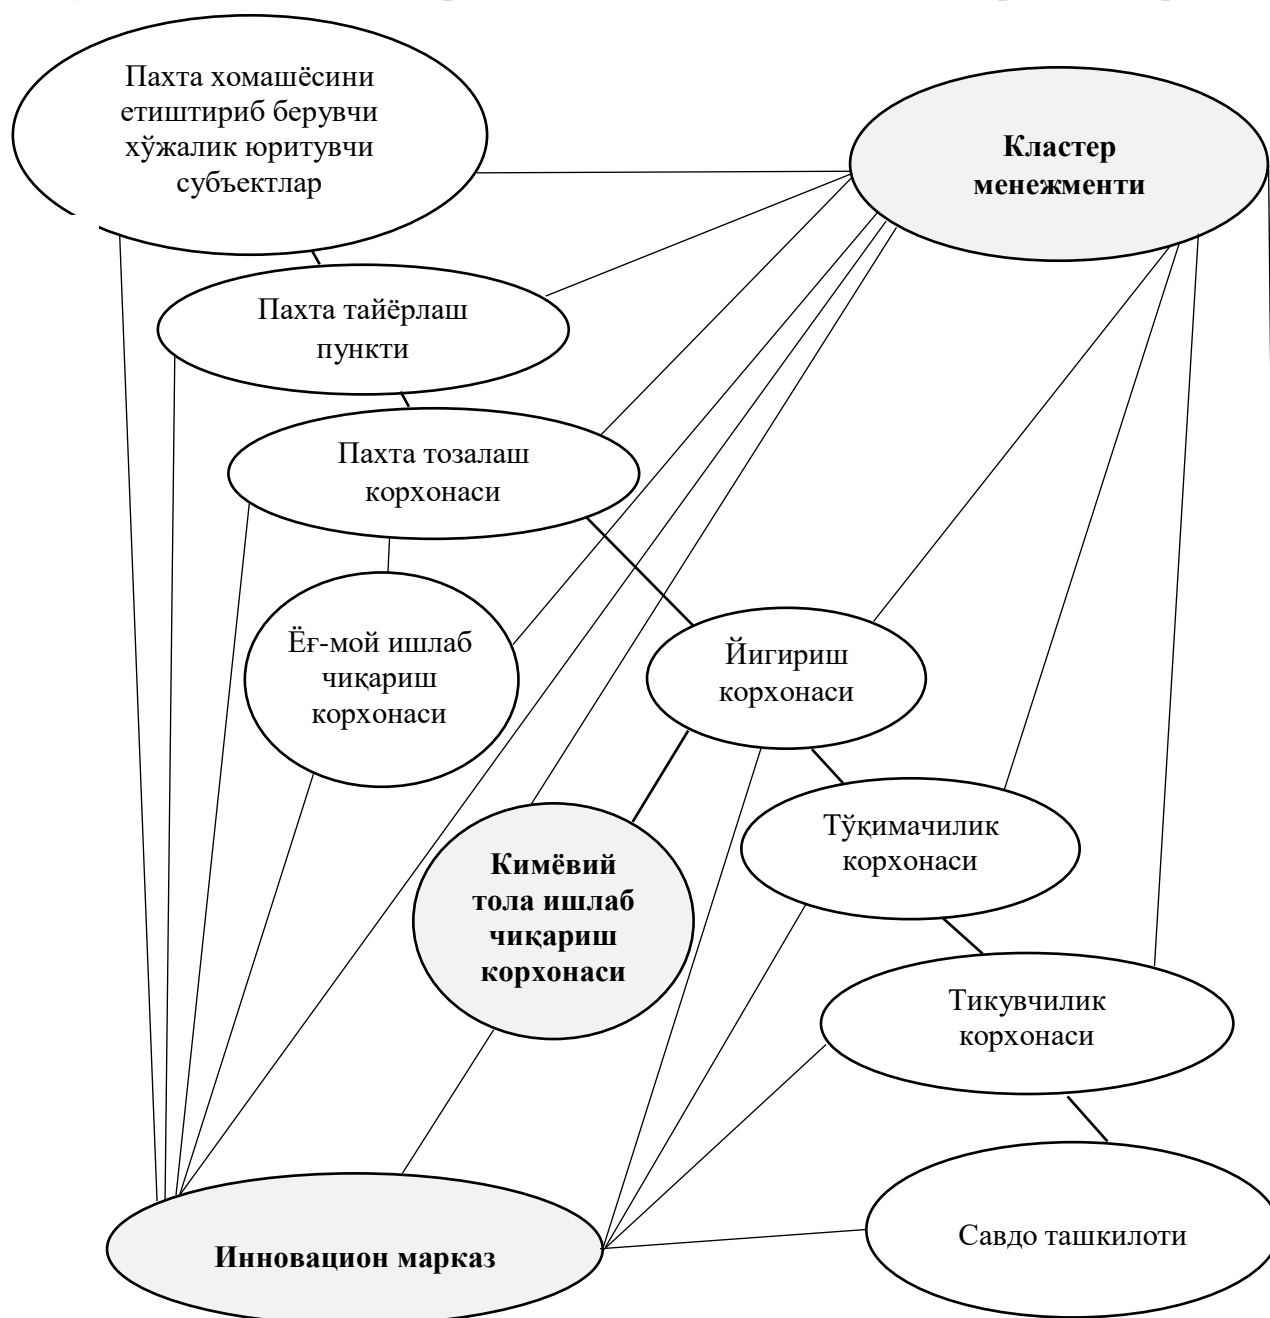 Пахта хомашёсини
етиштириб берувчи
хўжалик юритувчи
субъектлар
Кластер
менежменти
Пахта тайёрлаш
пункти
Пахта тозалаш
корхонаси
Ёғ-мой ишлаб
чиқариш
корхонаси
Йигириш
корхонаси
Тўқимачилик
корхонаси
Кимёвий
тола ишлаб
чиқариш
корхонаси
Тикувчилик
корхонаси
Савдо ташкилоти
Инновацион марказ